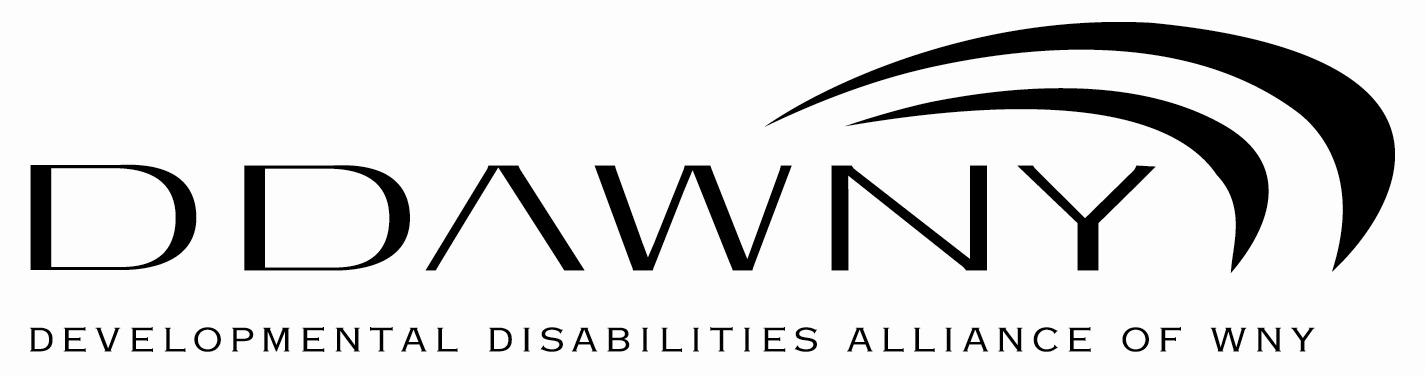 DDAWNY
DEVELOPMENTAL DISABILITIES ALLIANCE OF WNY